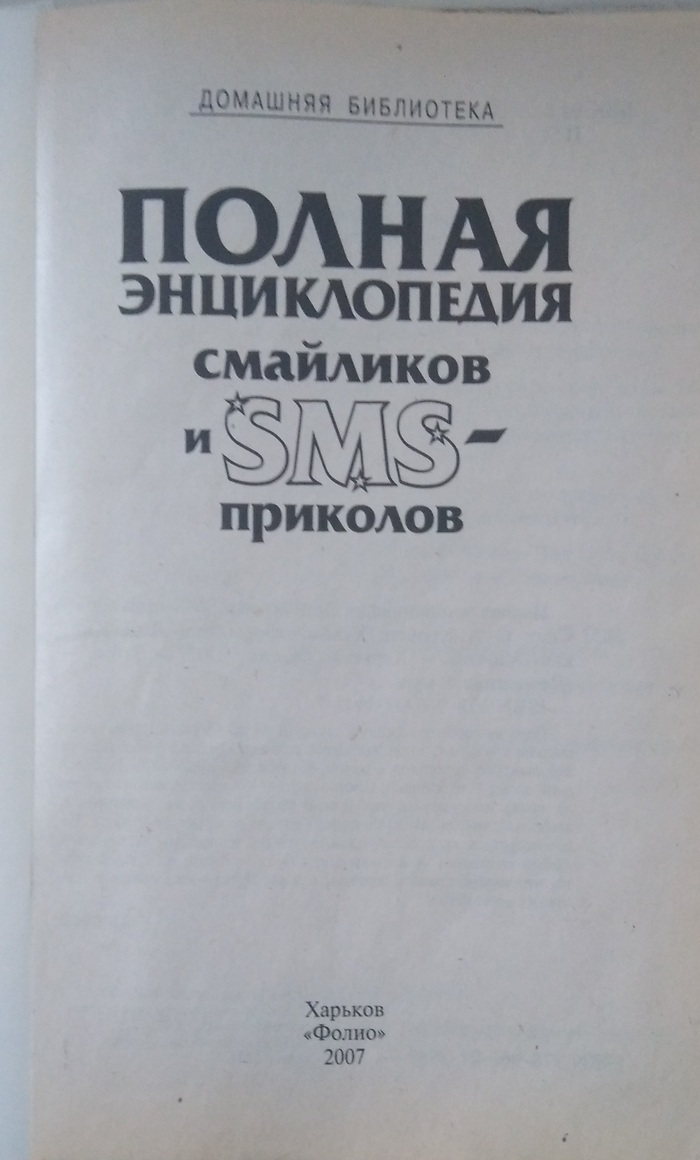 ДОМАШНЯЯ БИБЛИОТЕКА
ПОЛНАЯ
ЭНЦИКЛОПЕДИЯ
смайликов
и SMS-
приколов
Харьков
«Фолио»
2007